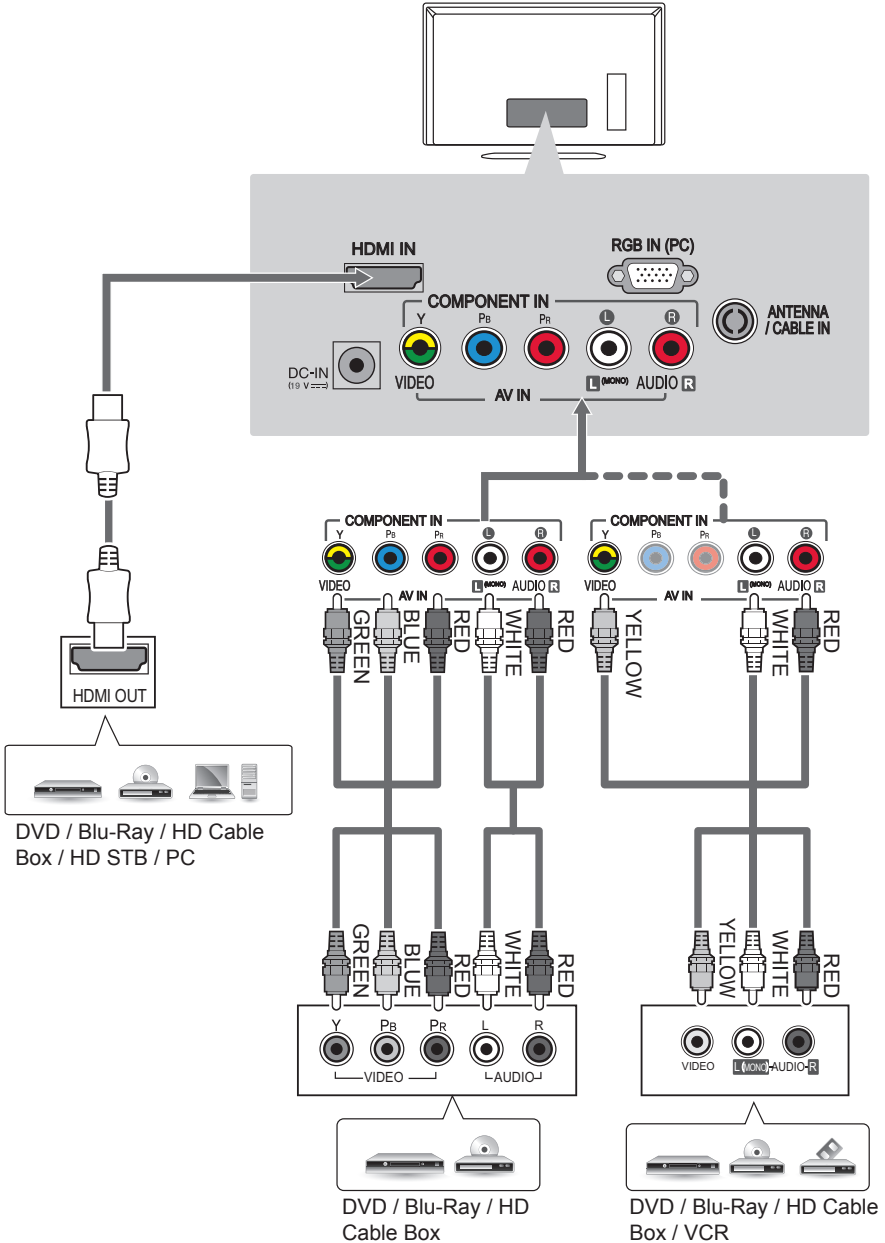 HDMI IN
RGB IN (PC)
COMPONENT IN
Y PB PR L R
ANTENNA
/ CABLE IN
DC-IN
(19 V)
VIDEO L (MONO) AUDIO R
AV IN
COMPONENT IN
Y PB PR L R
VIDEO L (MONO) AUDIO R
AV IN
GREEN BLUE RED WHITE RED
COMPONENT IN
Y PB PR L R
VIDEO L (MONO) AUDIO R
AV IN
YELLOW WHITE RED
HDMI OUT
DVD / Blu-Ray / HD Cable
Box / HD STB / PC
GREEN BLUE RED WHITE RED
Y PB PR L R
VIDEO AUDIO
DVD / Blu-Ray / HD
Cable Box
YELLOW WHITE RED
VIDEO L(MONO)-AUDIO-R
DVD / Blu-Ray / HD Cable
Box / VCR